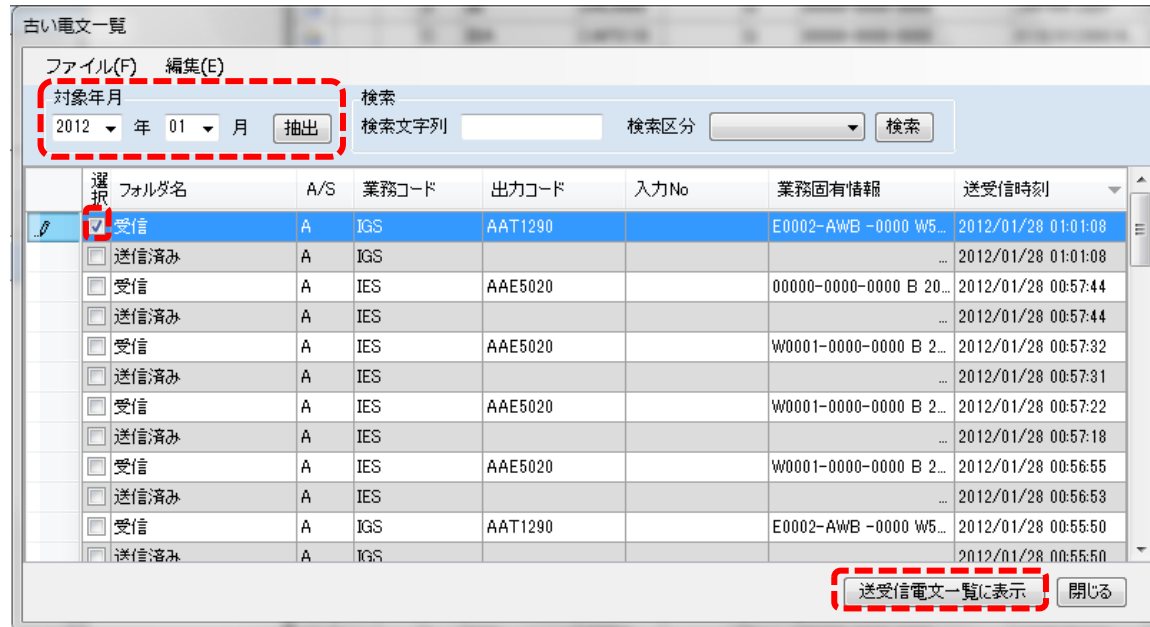 古い電文一覧
ファイル(F) 編集(E)
対象年月 検索
2012 年 01 月 抽出 検索文字列 検索区分 検索
選択 フォルダ名 A/S 業務コード 出力コード 入力No 業務固有情報 送受信時刻
受信 A IGS AAT1290 E0002-AWB -0000 W5... 2012/01/28 01:01:08
送信済み A IGS ... 2012/01/28 01:01:08
受信 A IES AAE5020 00000-0000-0000 B 20... 2012/01/28 00:57:44
送信済み A IES ... 2012/01/28 00:57:44
受信 A IES AAE5020 W0001-0000-0000 B 2... 2012/01/28 00:57:32
送信済み A IES ... 2012/01/28 00:57:31
受信 A IES AAE5020 W0001-0000-0000 B 2... 2012/01/28 00:57:22
送信済み A IES ... 2012/01/28 00:57:18
受信 A IES AAE5020 W0001-0000-0000 B 2... 2012/01/28 00:56:55
送信済み A IES ... 2012/01/28 00:56:53
受信 A IGS AAT1290 E0002-AWB -0000 W5... 2012/01/28 00:55:50
送信済み A IGS 2012/01/28 00:55:50
送受信電文一覧に表示 閉じる